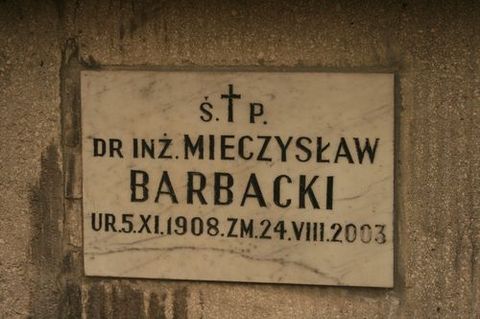 Ś.†P.
DR INŻ. MIECZYSŁAW
BARBACKI
UR.5.XI.1908.ZM.24.VIII.2003